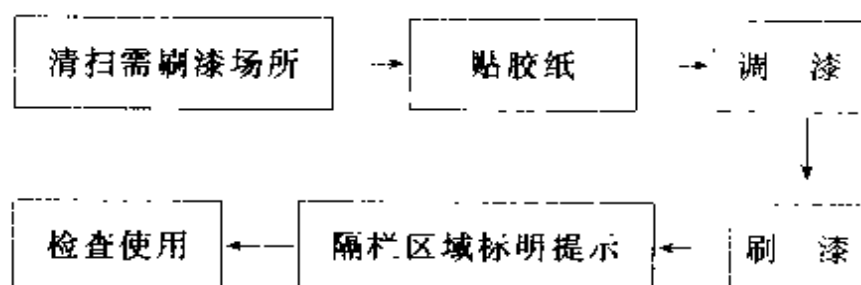 清扫需刷漆场所
贴胶纸
调 漆
刷 漆
隔栏区域标明提示
检查使用